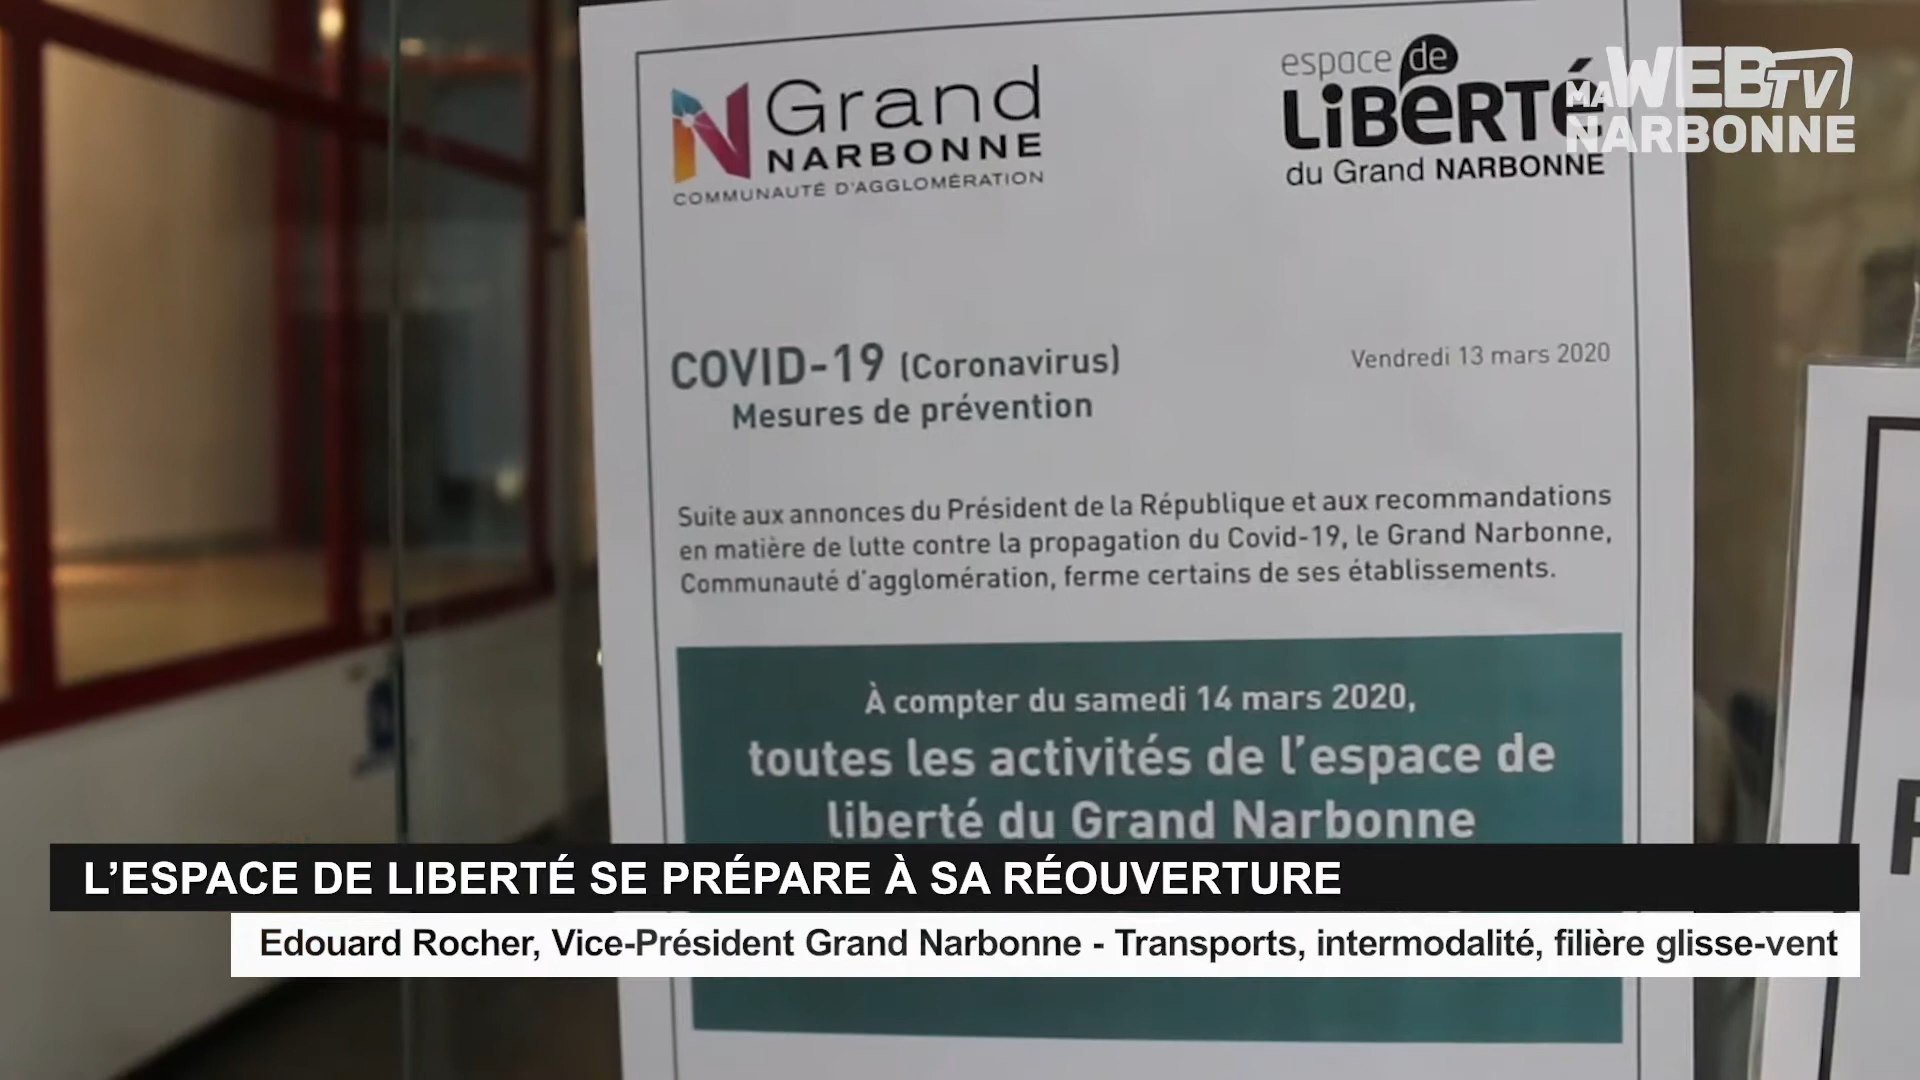 Grand
NARBONNE
COMMUNAUTÉ D'AGGLOMÉRATION
espace de
LiBERTÉ
du Grand NARBONNE
MA WEBTV
NARBONNE
COVID-19 (Coronavirus)
Mesures de prévention
Vendredi 13 mars 2020
Suite aux annonces du Président de la République et aux recommandations
en matière de lutte contre la propagation du Covid-19, le Grand Narbonne,
Communauté d'agglomération, ferme certains de ses établissements.
À compter du samedi 14 mars 2020,
toutes les activités de l'espace de
liberté du Grand Narbonne
L'ESPACE DE LIBERTÉ SE PRÉPARE À SA RÉOUVERTURE
Edouard Rocher, Vice-Président Grand Narbonne - Transports, intermodalité, filière glisse-vent